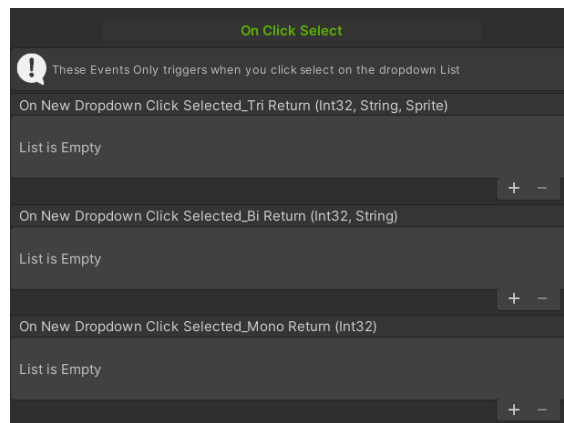 On Click Select
These Events Only triggers when you click select on the dropdown List
On New Dropdown Click Selected_Tri Return (Int32, String, Sprite)
List is Empty
+ −
On New Dropdown Click Selected_Bi Return (Int32, String)
List is Empty
+ −
On New Dropdown Click Selected_Mono Return (Int32)
List is Empty
+ −